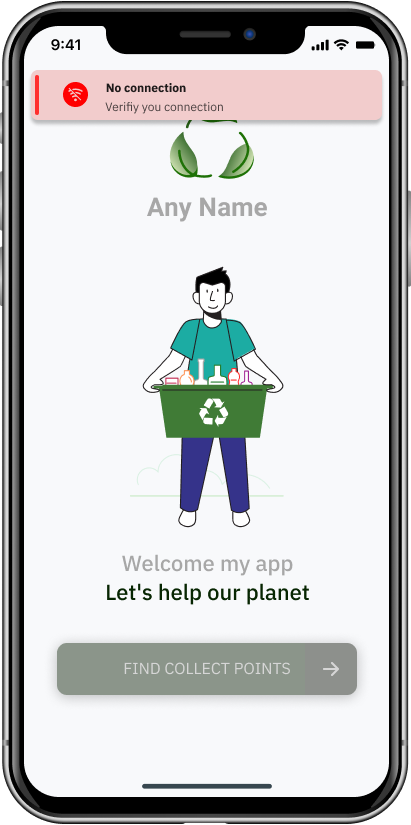 9:41
No connection
Verifiy you connection
Any Name
Welcome my app
Let's help our planet
FIND COLLECT POINTS